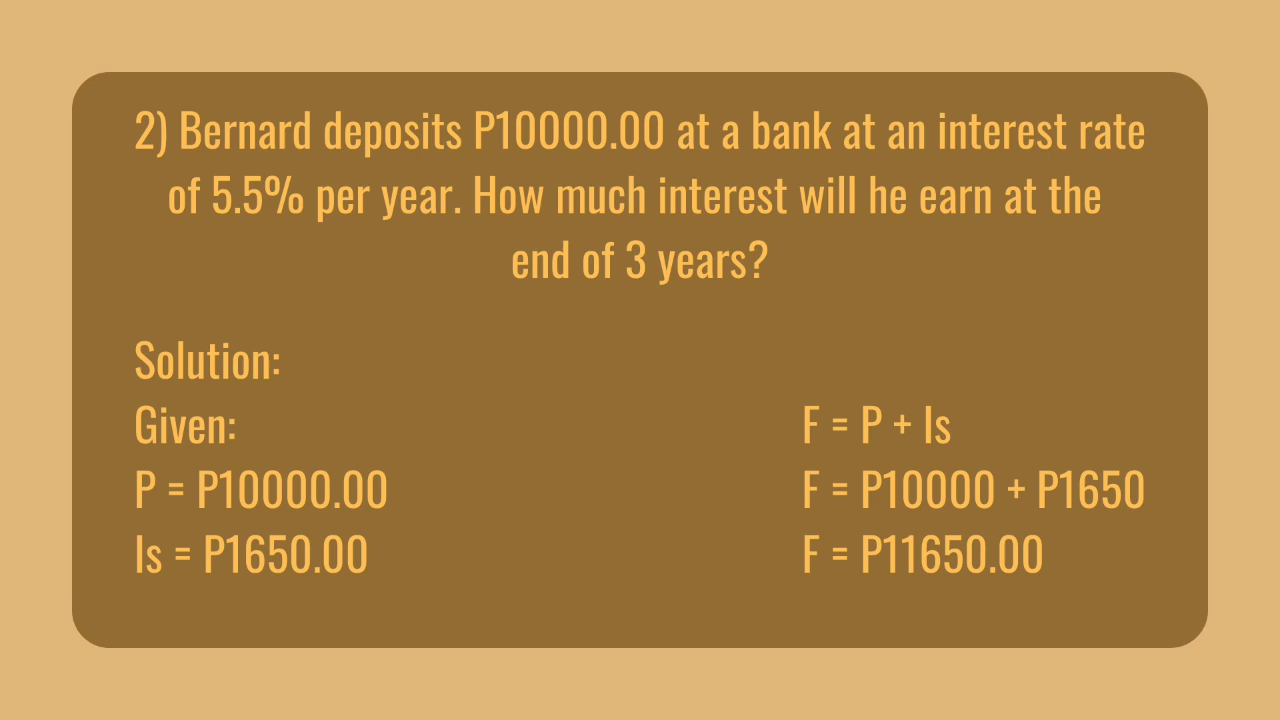 2) Bernard deposits P10000.00 at a bank at an interest rate
of 5.5% per year. How much interest will he earn at the
end of 3 years?
Solution:
Given:
P = P10000.00
Is = P1650.00
F = P + Is
F = P10000 + P1650
F = P11650.00